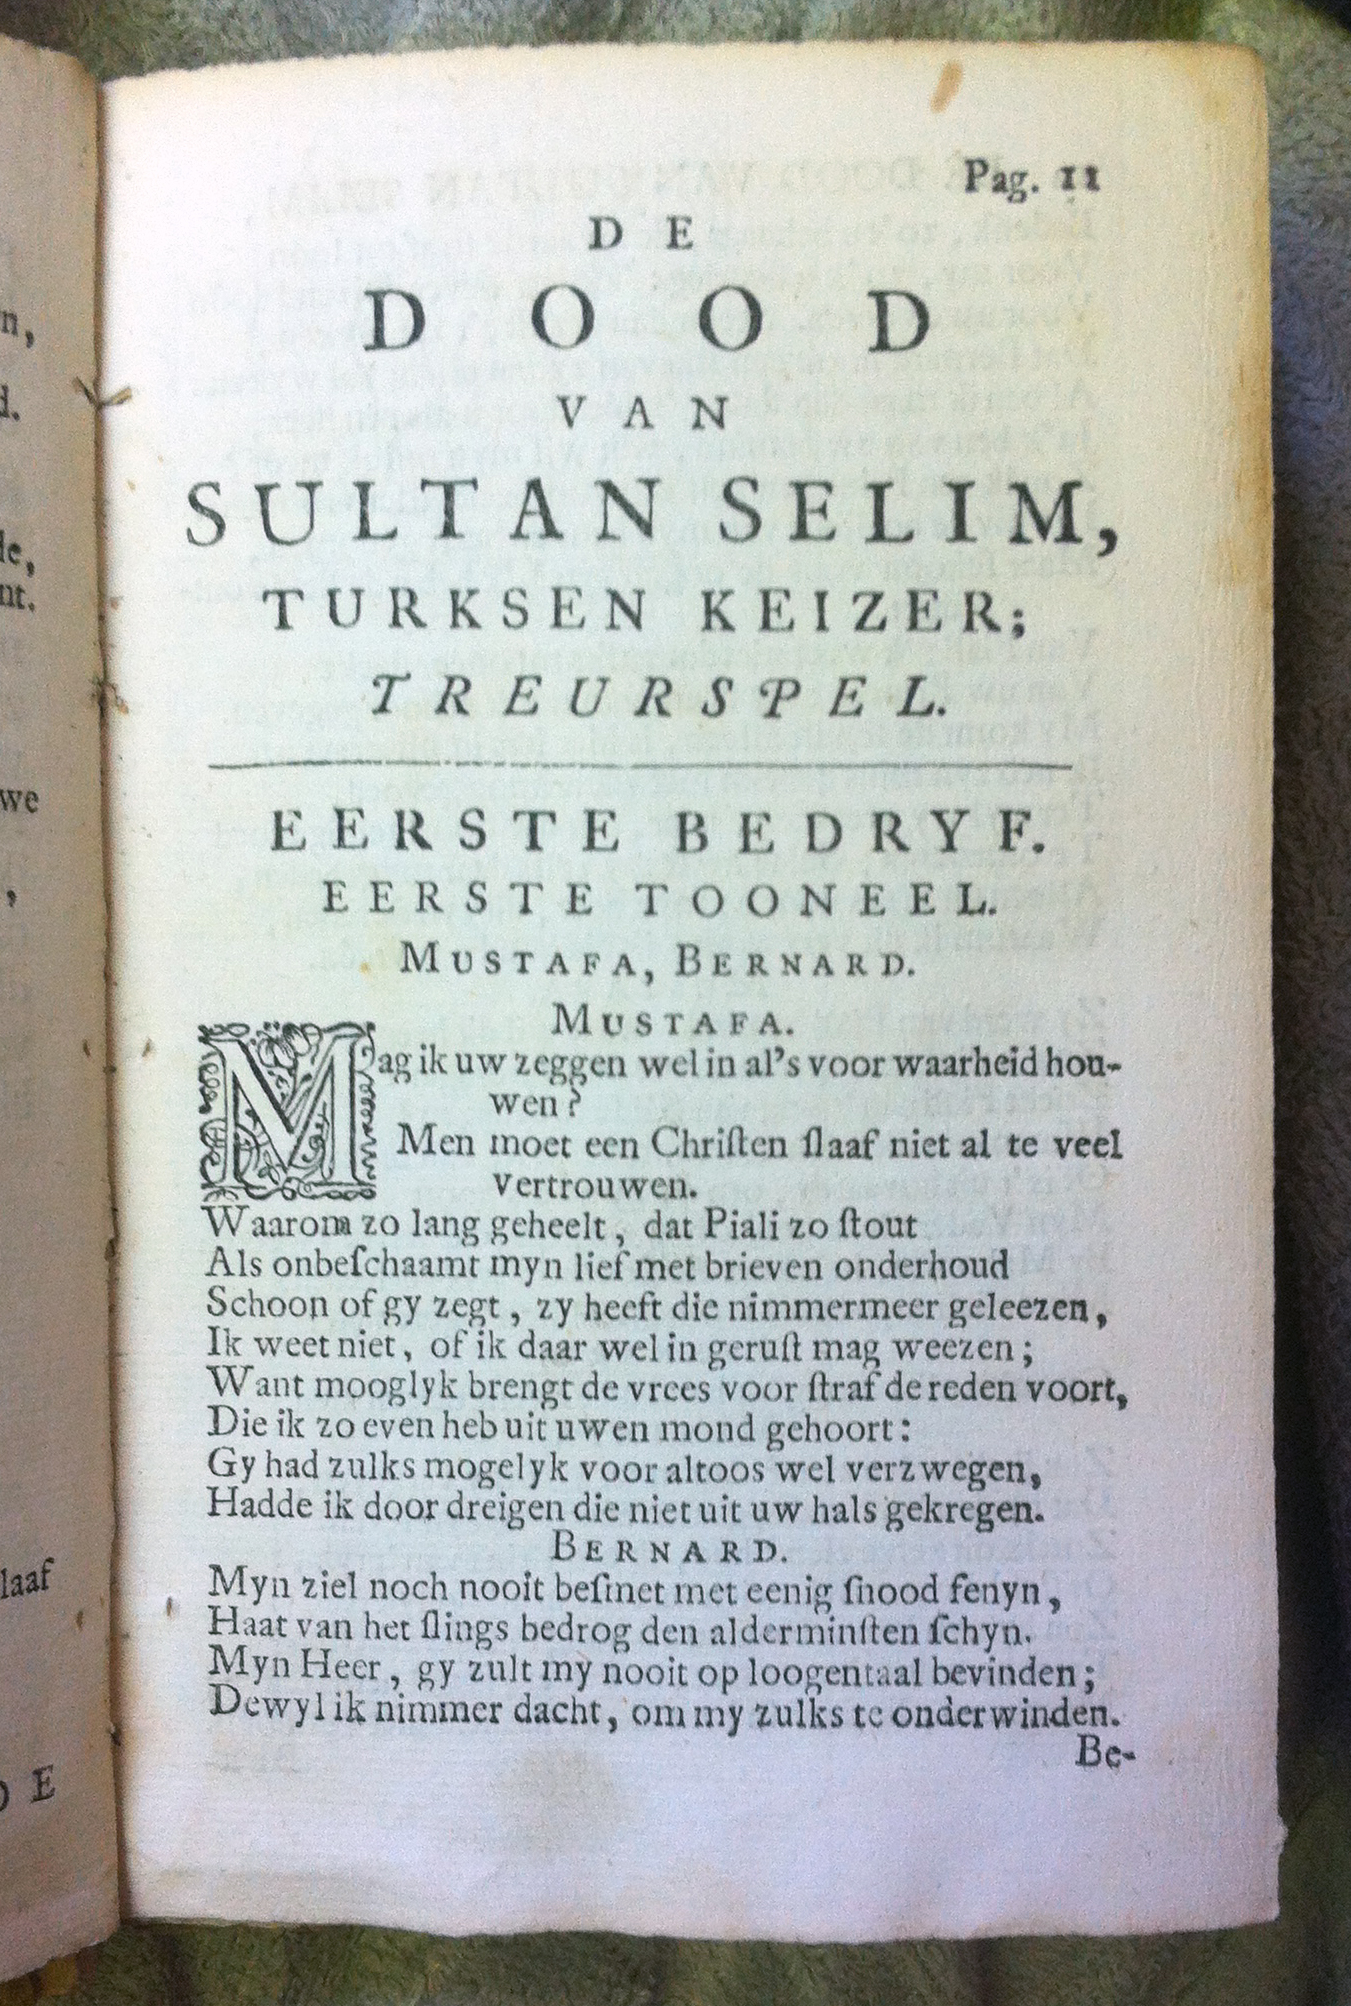 n,
d.
de,
nt.
we
,
laaf
D E
Pag. 11
DE
DOOD
VAN
SULTAN SELIM,
TURKSEN KEIZER;
TREURSPEL.
EERSTE BEDRYF.
EERSTE TOONEEL.
MUSTAFA, BERNARD.
MUSTAFA.
Mag ik uw zeggen wel in al's voor waarheid hou-
wen?
Men moet een Chriſten ſlaaf niet al te veel
vertrouwen.
Waarom zo lang geheelt, dat Piali zo ſtout
Als onbeſchaamt myn lief met brieven onderhoud
Schoon of gy zegt, zy heeft die nimmermeer geleezen,
Ik weet niet, of ik daar wel in geruſt mag weezen;
Want mooglyk brengt de vrees voor ſtraf de reden voort,
Die ik zo even heb uit uwen mond gehoort:
Gy had zulks mogelyk voor altoos wel verzwegen,
Hadde ik door dreigen die niet uit uw hals gekregen.
BERNARD.
Myn ziel noch nooit beſmet met eenig ſnood fenyn,
Haat van het ſlings bedrog den alderminſten ſchyn.
Myn Heer, gy zult my nooit op loogentaal bevinden;
Dewyl ik nimmer dacht, om my zulks te onderwinden.
Be-